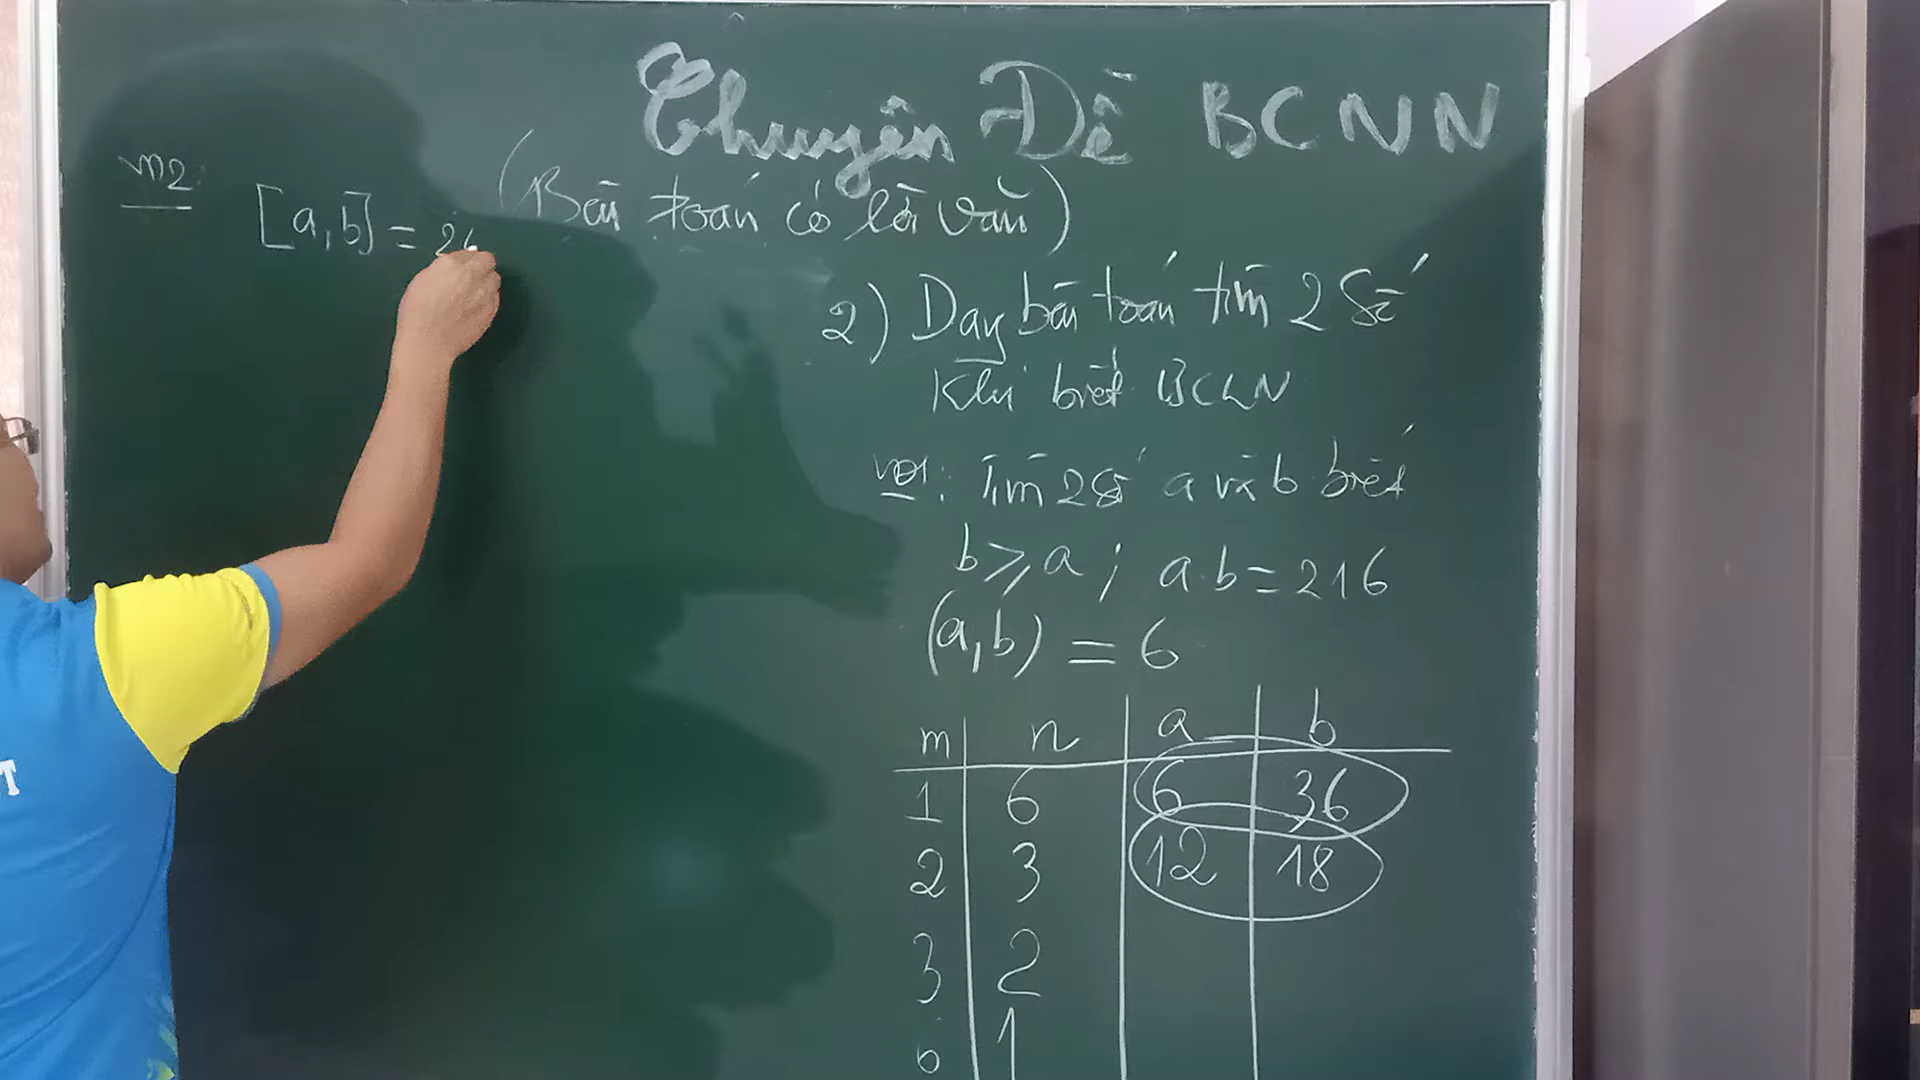 Chuyên Đề BCNN
(Bài toán có lời văn)
VD2:
[a,b] = 2
2) Dạng bài toán tìm 2 số
Khi biết BCLN
VD1: Tìm 2 số a và b biết
b ⩾ a ; a.b = 216
(a,b) = 6
m n a b
1 6 6 36
2 3 12 18
3 2
6 1
T